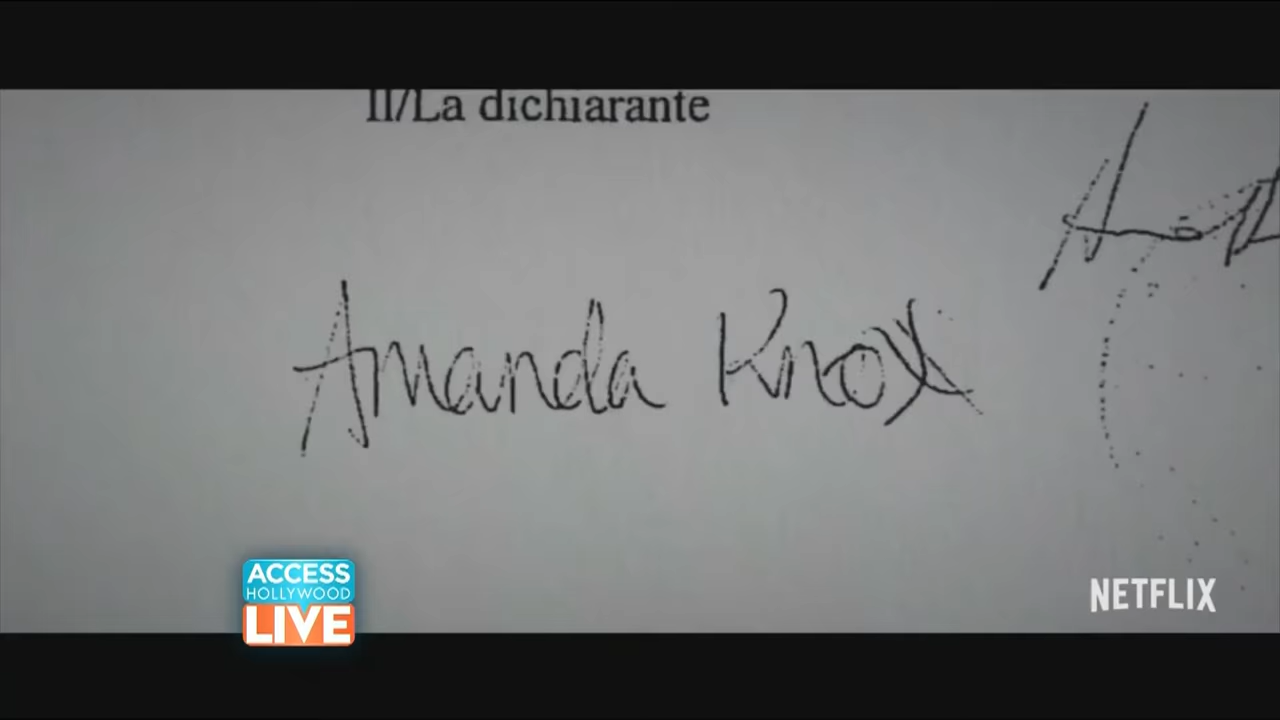 Il/La dichiarante
Amanda Knox
ACCESS
HOLLYWOOD
LIVE
NETFLIX